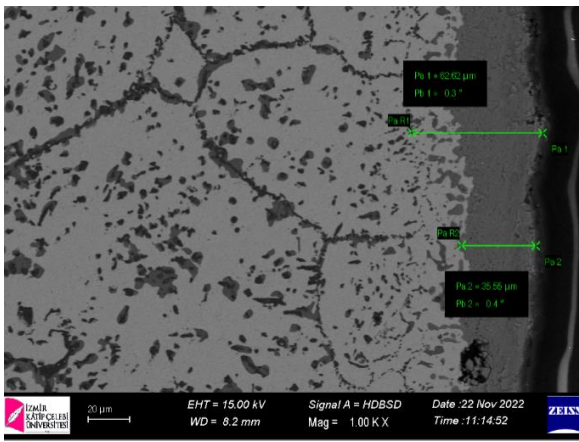 Pa 1 = 62.62 µm
Pb 1 = 0.3 °
Pa R1
Pa 1
Pa R2
Pa 2
Pa 2 = 35.56 µm
Pb 2 = 0.4 °
İZMİR
KÂTİP ÇELEBİ
ÜNİVERSİTESİ
20 µm
EHT = 15.00 kV
Signal A = HDBSD
Date :22 Nov 2022
WD = 8.2 mm
Mag = 1.00 K X
Time :11:14:52
ZEISS